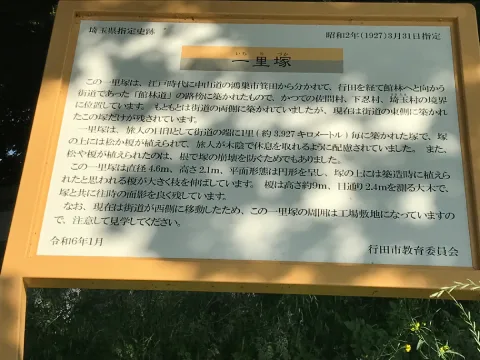 埼玉県指定史跡
昭和2年(1927)3月31日指定
いち り づか
一里塚
この一里塚は、江戸時代に中山道の鴻巣市箕田から分かれて、行田を経て館林へと向かう
街道であった「館林道」の路傍に築かれたもので、かつての佐間村、下忍村、埼玉村の境界
に位置しています。もともとは街道の両側に築かれていましたが、現在は街道の東側に築かれ
たこの塚だけが残されています。
一里塚は、旅人の目印として街道の端に1里(約3.927キロメートル)毎に築かれた塚で、塚
の上には松か榎が植えられて、旅人が木陰で休息を取れるように配慮されていました。また、
松や榎が植えられたのは、根で塚の崩壊を防ぐためでもありました。
この一里塚は直径4.6m、高さ2.1m、平面形態は円形を呈し、塚の上には築造時に植えら
れたと思われる榎が大きく枝を伸ばしています。榎は高さ約9m、目通り2.4mを測る大木で、
塚と共に往時の面影を良く残しています。
なお、現在は街道が西側に移動したため、この一里塚の周囲は工場敷地になっていますの
で、注意して見学してください。
令和6年1月
行田市教育委員会